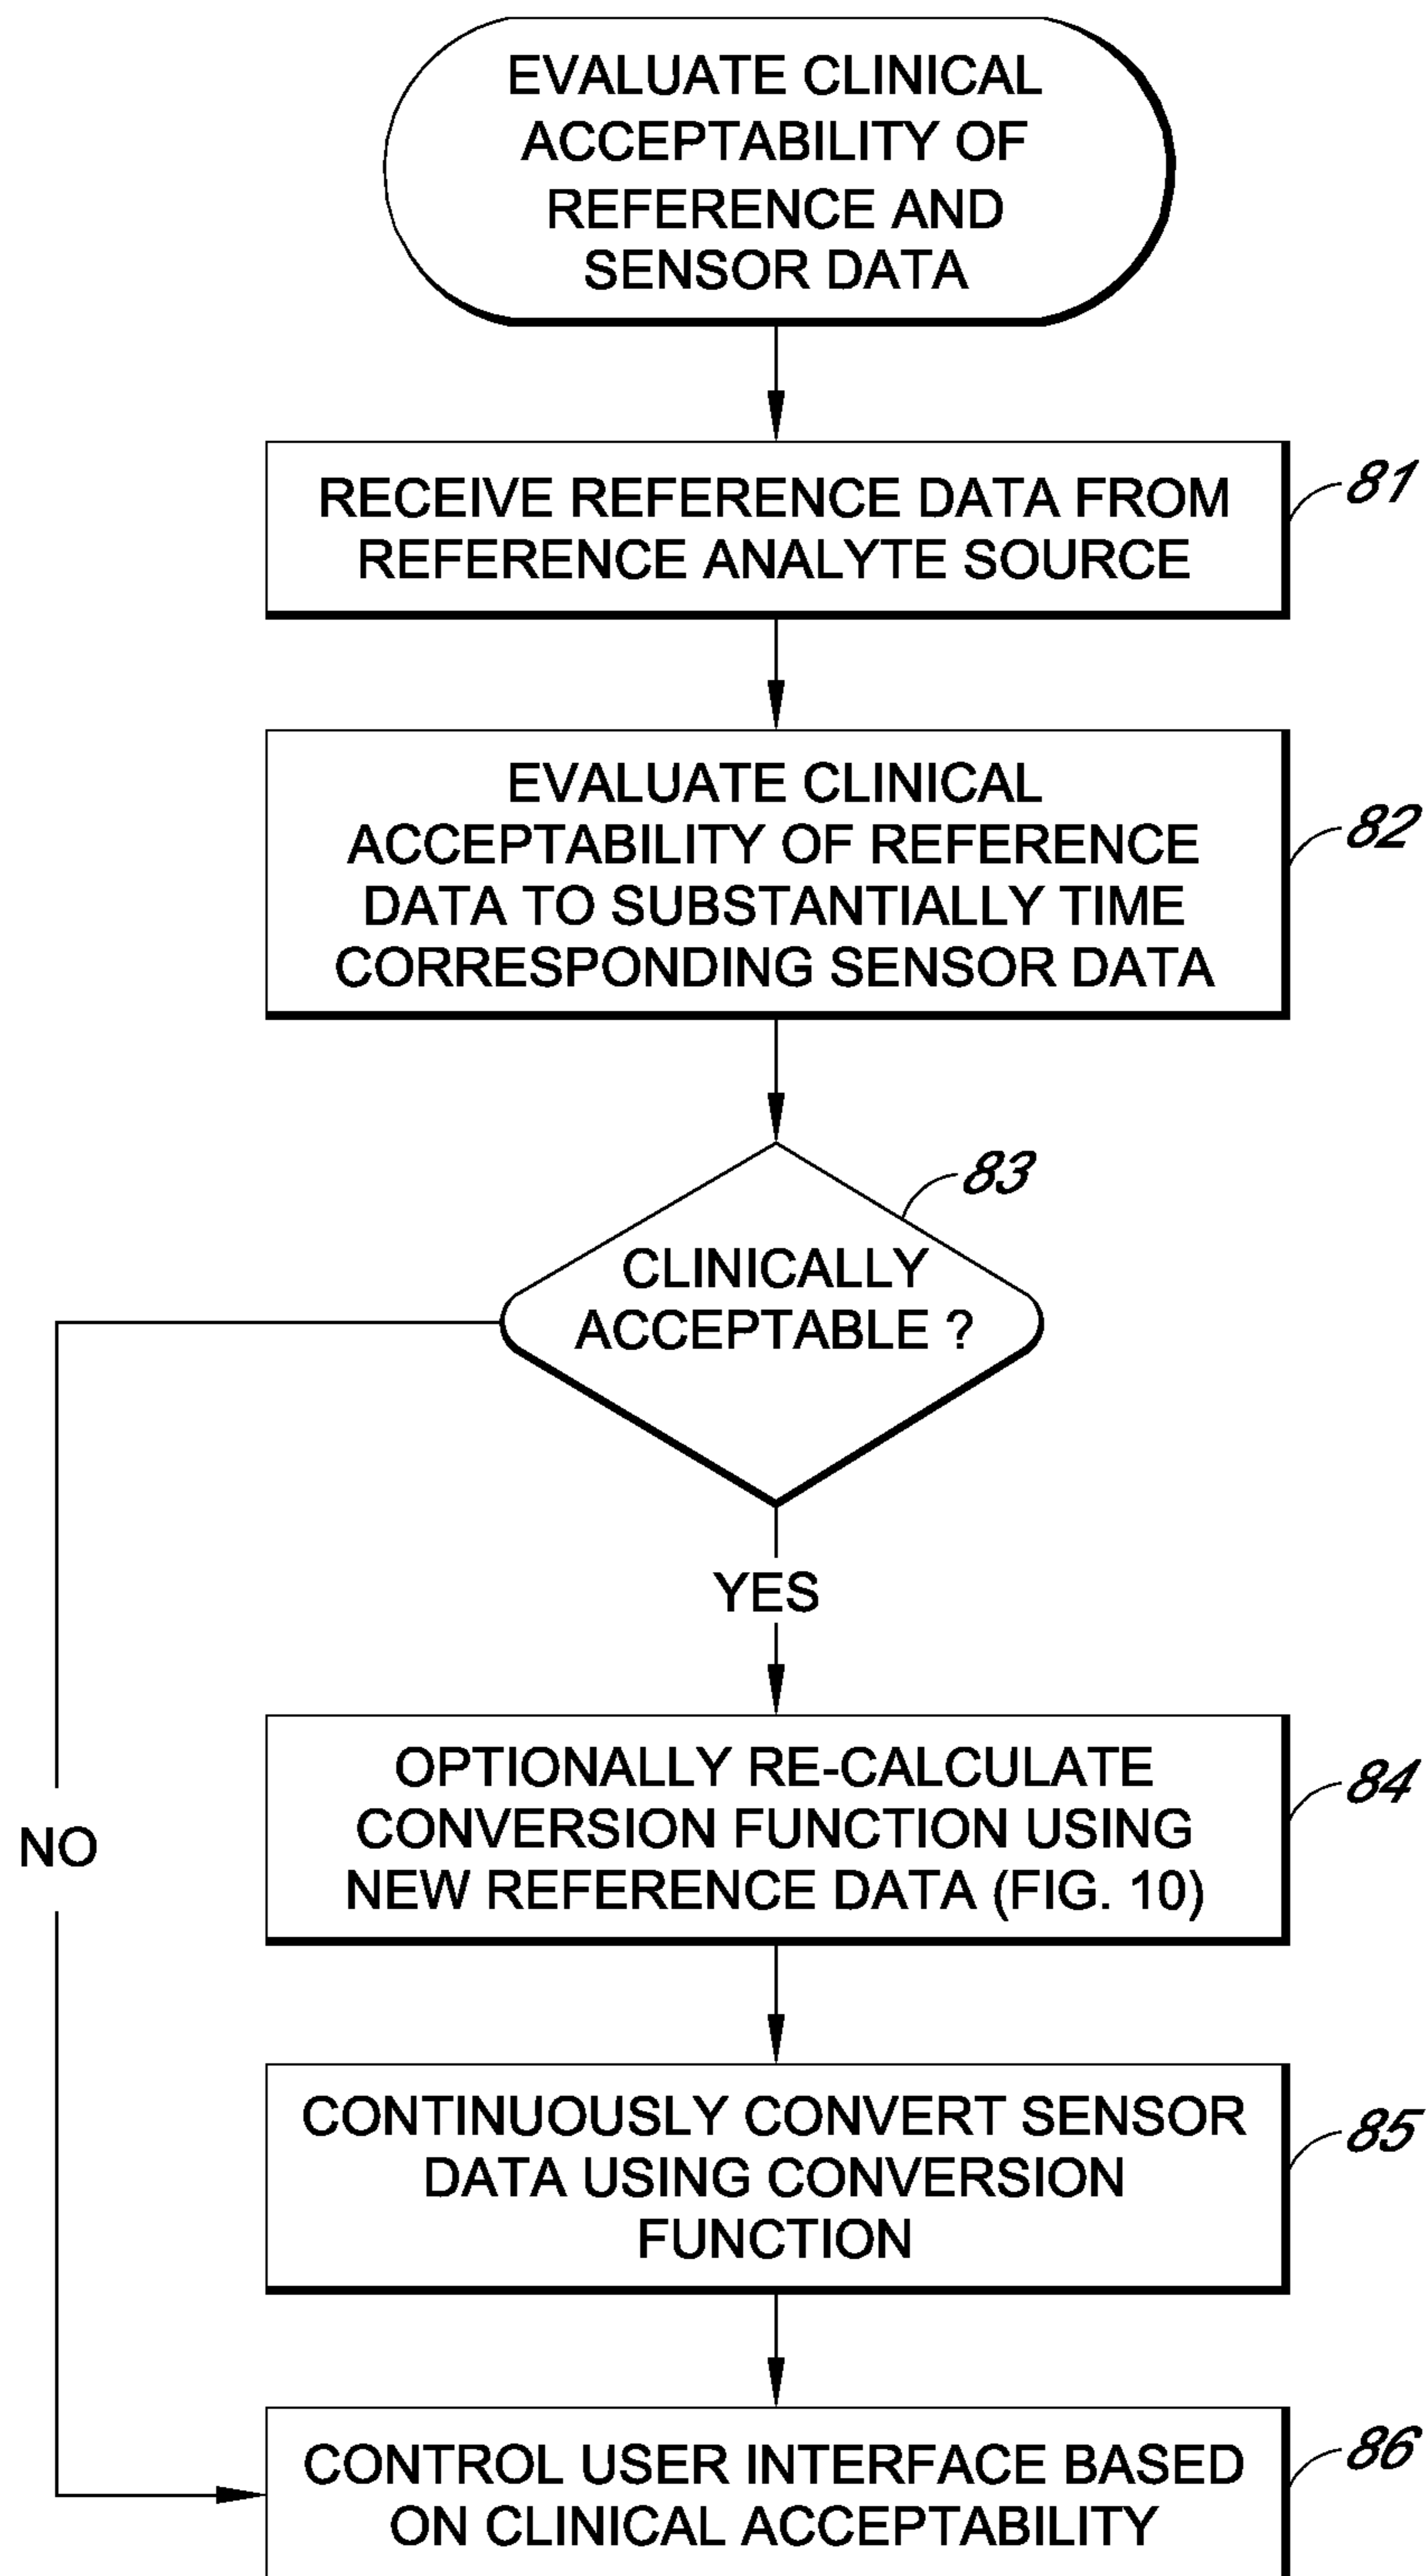 EVALUATE CLINICAL
ACCEPTABILITY OF
REFERENCE AND
SENSOR DATA
RECEIVE REFERENCE DATA FROM
REFERENCE ANALYTE SOURCE
81
EVALUATE CLINICAL
ACCEPTABILITY OF REFERENCE
DATA TO SUBSTANTIALLY TIME
CORRESPONDING SENSOR DATA
82
83
CLINICALLY
ACCEPTABLE ?
YES
NO
OPTIONALLY RE-CALCULATE
CONVERSION FUNCTION USING
NEW REFERENCE DATA (FIG. 10)
84
CONTINUOUSLY CONVERT SENSOR
DATA USING CONVERSION
FUNCTION
85
CONTROL USER INTERFACE BASED
ON CLINICAL ACCEPTABILITY
86